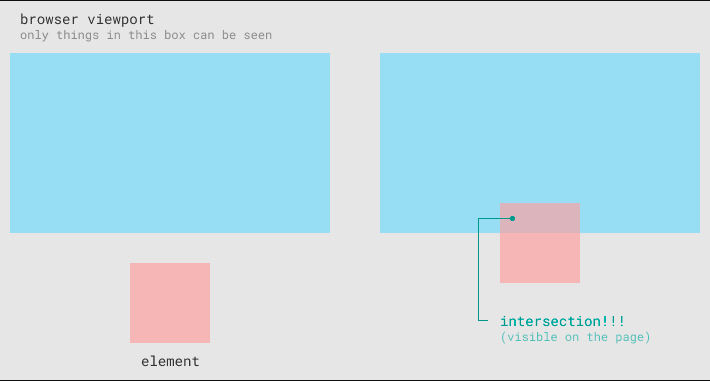 browser viewport
only things in this box can be seen
element
intersection!!!
(visible on the page)